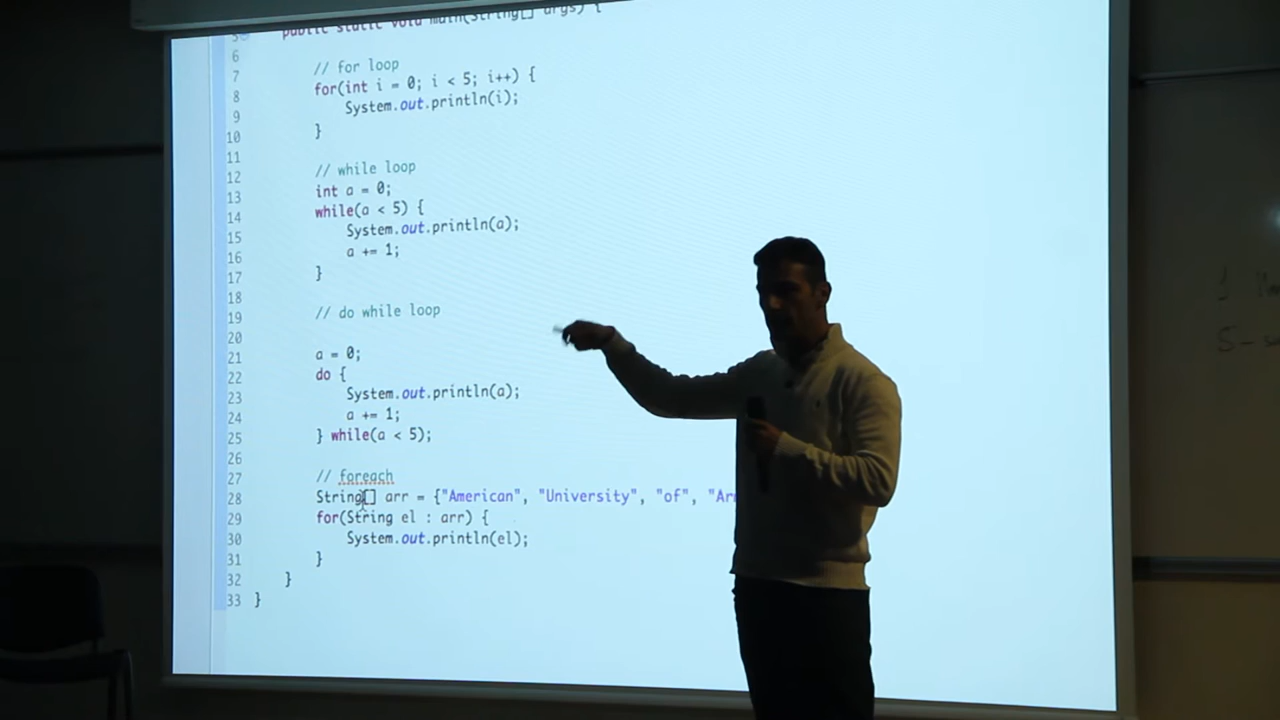 5 public static void main(String[] args) {
6
7 // for loop
8 for(int i = 0; i < 5; i++) {
9 System.out.println(i);
10 }
11
12 // while loop
13 int a = 0;
14 while(a < 5) {
15 System.out.println(a);
16 a += 1;
17 }
18
19 // do while loop
20
21 a = 0;
22 do {
23 System.out.println(a);
24 a += 1;
25 } while(a < 5);
26
27 // foreach
28 String[] arr = {"American", "University", "of",
29 for(String el : arr) {
30 System.out.println(el);
31 }
32 }
33 }